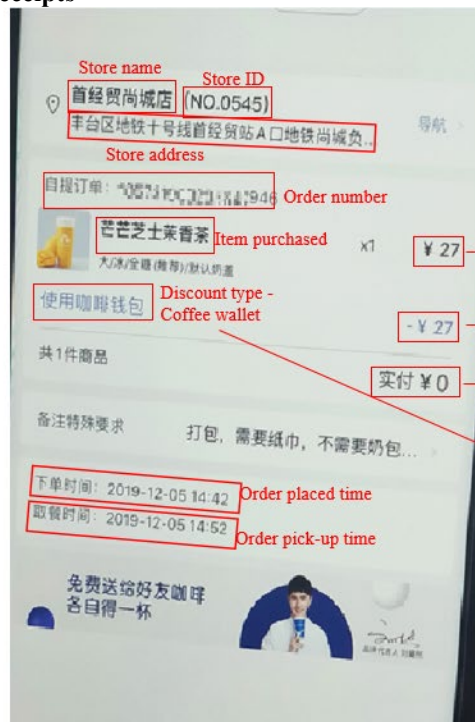 Store name
Store ID
首经贸尚城店 (NO.0545)
导航
丰台区地铁十号线首经贸站A口地铁尚城负...
Store address
自提订单:
946 Order number
芒芒芝士茉香茶 Item purchased x1 ¥ 27
大/冰/全糖(推荐)/默认奶盖
使用咖啡钱包 Discount type -
Coffee wallet
-¥ 27
共1件商品
实付 ¥ 0
备注特殊要求 打包, 需要纸巾, 不需要奶包...
下单时间: 2019-12-05 14:42 Order placed time
取餐时间: 2019-12-05 14:52 Order pick-up time
免费送给好友咖啡
各自得一杯